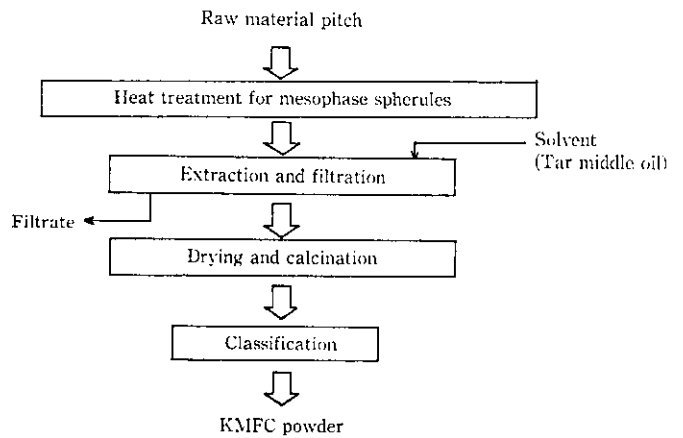 Raw material pitch
Heat treatment for mesophase spherules
Solvent
(Tar middle oil)
Extraction and filtration
Filtrate
Drying and calcination
Classification
KMFC powder